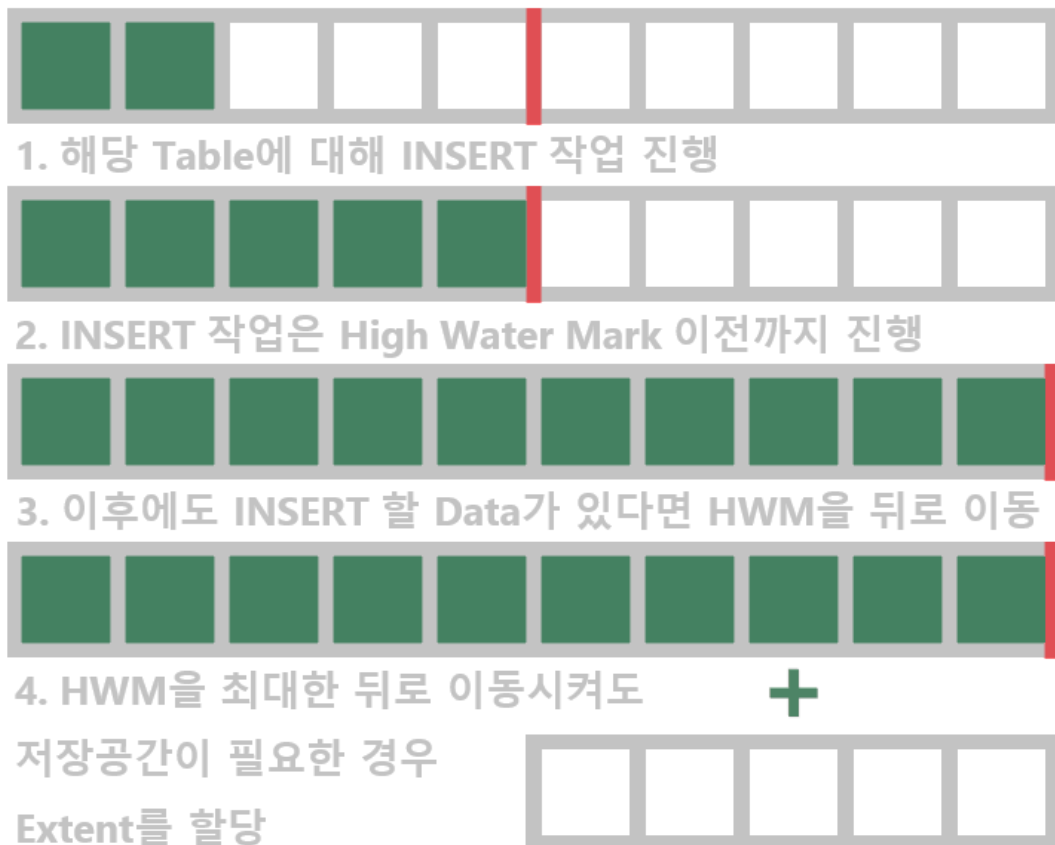 1. 해당 Table에 대해 INSERT 작업 진행
2. INSERT 작업은 High Water Mark 이전까지 진행
3. 이후에도 INSERT 할 Data가 있다면 HWM을 뒤로 이동
4. HWM을 최대한 뒤로 이동시켜도
저장공간이 필요한 경우
Extent를 할당